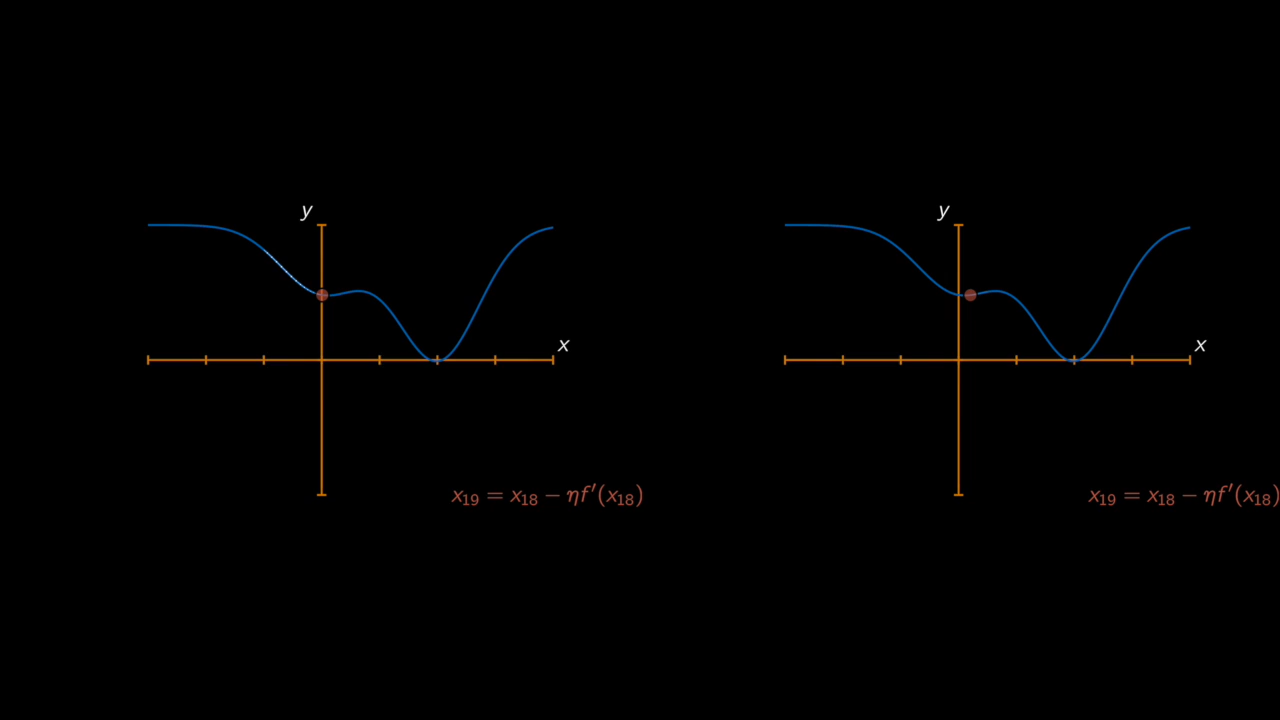 y
y
x
x
x₁₉ = x₁₈ − ηf′(x₁₈)
x₁₉ = x₁₈ − ηf′(x₁₈)